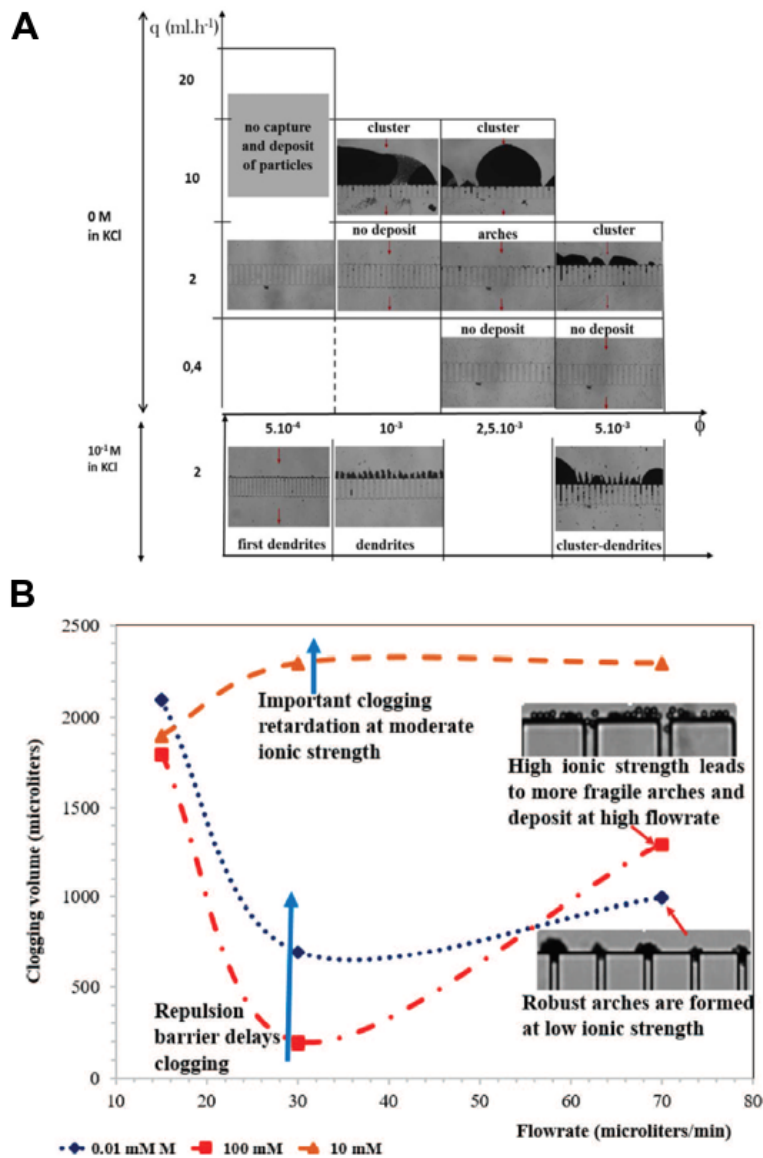 A
q (ml.h⁻¹)
20
no capture
and deposit
of particles
cluster
cluster
10
0 M
in KCl
no deposit
arches
cluster
2
no deposit
no deposit
0,4
5.10⁻⁴
10⁻³
2,5.10⁻³
5.10⁻³
ϕ
10⁻¹ M
in KCl
2
first dendrites
dendrites
cluster-dendrites
B
2500
2000
1500
1000
500
0
Clogging volume (microliters)
Important clogging
retardation at moderate
ionic strength
High ionic strength leads
to more fragile arches and
deposit at high flowrate
Repulsion
barrier delays
clogging
Robust arches are formed
at low ionic strength
10
20
30
40
50
60
70
80
Flowrate (microliters/min)
0.01 mM M
100 mM
10 mM